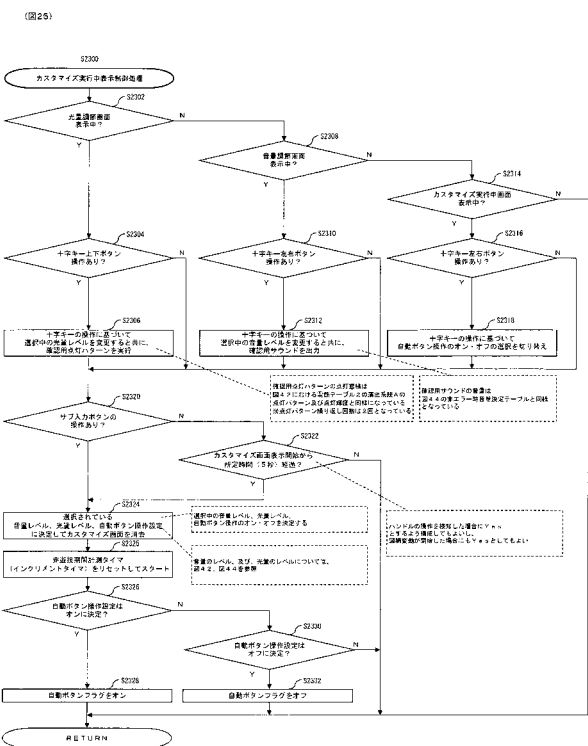 (図25)
S2300
カスタマイズ実行中表示制御処理
S2302
光量調節画面
表示中？
N
Y
S2308
音量調節画面
表示中？
N
Y
S2314
カスタマイズ実行中画面
表示中？
N
Y
S2304
十字キー上下ボタン
操作あり？
N
Y
S2310
十字キー左右ボタン
操作あり？
N
Y
S2316
十字キー左右ボタン
操作あり？
N
Y
S2306
十字キーの操作に基づいて
選択中の光量レベルを変更すると共に、
確認用点灯パターンを実行
S2312
十字キーの操作に基づいて
選択中の音量レベルを変更すると共に、
確認用サウンドを出力
S2318
十字キーの操作に基づいて
自動ボタン操作のオン・オフの選択を切り替え
確認用点灯パターンの点灯態様は
図42における
テーブル2の演出系統Aの
点灯パターン及び点灯輝度と同様になっている
※点灯パターン繰り返し回数は2回となっている
確認用サウンドの音量は
図44の非エラー時音量決定テーブルと同様
となっている
S2320
サブ入力ボタンの
操作あり？
N
Y
S2322
カスタマイズ画面表示開始から
所定時間（5秒）経過？
N
Y
S2324
選択されている
音量レベル、光量レベル、自動ボタン操作設定
に決定してカスタマイズ画面を消去
選択中の音量レベル、光量レベル、
自動ボタン操作のオン・オフを決定する
ハンドルの操作を検知した場合にＹｅｓ
とするよう構成してもよいし、
図柄変動が開始した場合にもＹｅｓとしてもよい
S2325
非遊技期間計測タイマ
（インクリメントタイマ）をリセットしてスタート
音量のレベル、及び、光量のレベルについては、
図42、図44を参照
S2326
自動ボタン操作設定は
オンに決定？
N
Y
S2330
自動ボタン操作設定は
オフに決定？
N
Y
S2328
自動ボタンフラグをオン
S2332
自動ボタンフラグをオフ
RETURN